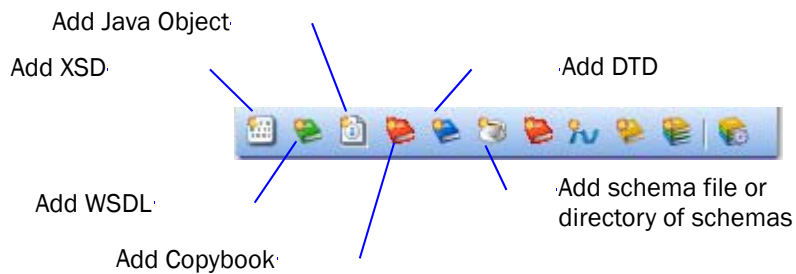 Add Java Object
Add XSD
Add DTD
Add WSDL
Add schema file or
directory of schemas
Add Copybook